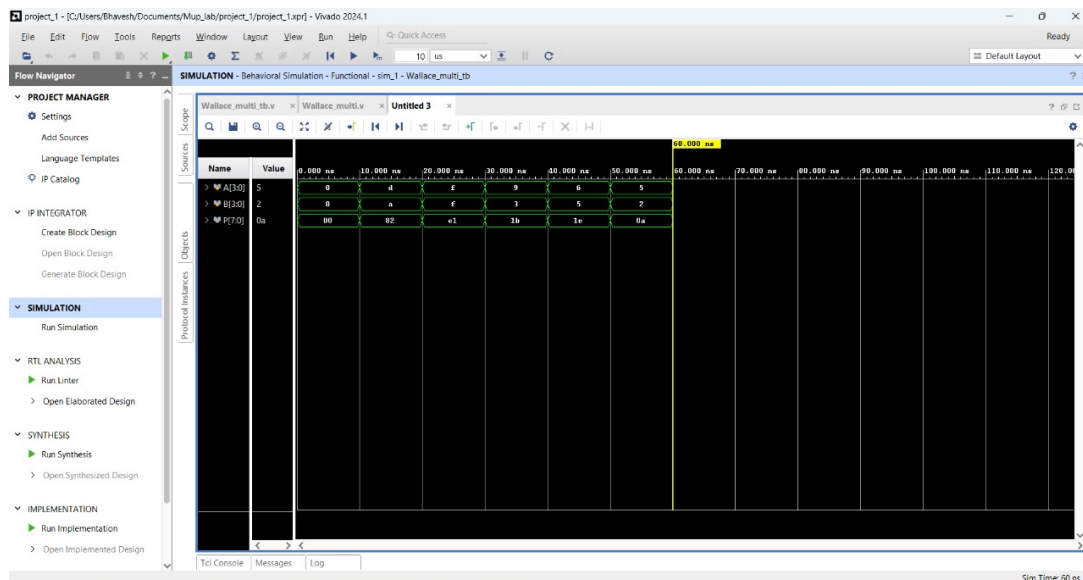 project_1 - [C:/Users/Bhavesh/Documents/Mup_lab/project_1/project_1.xpr] - Vivado 2024.1
File Edit Flow Tools Reports Window Layout View Run Help Q- Quick Access
Ready
10 us
Default Layout
Flow Navigator
SIMULATION - Behavioral Simulation - Functional - sim_1 - Wallace_multi_tb
PROJECT MANAGER
Settings
Add Sources
Language Templates
IP Catalog
IP INTEGRATOR
Create Block Design
Open Block Design
Generate Block Design
SIMULATION
Run Simulation
RTL ANALYSIS
Run Linter
Open Elaborated Design
SYNTHESIS
Run Synthesis
Open Synthesized Design
IMPLEMENTATION
Run Implementation
Open Implemented Design
Scope
Sources
Objects
Protocol Instances
Wallace_multi_tb.v Wallace_multi.v Untitled 3
60.000 ns
Name Value 0.000 ns 10.000 ns 20.000 ns 30.000 ns 40.000 ns 50.000 ns 60.000 ns 70.000 ns 80.000 ns 90.000 ns 100.000 ns 110.000 ns 120.00
A[3:0] 5 0 d f 9 6 5
B[3:0] 2 0 a f 3 5 2
P[7:0] 0a 00 82 e1 1b 1e 0a
Tcl Console Messages Log
Sim Time: 60 ns